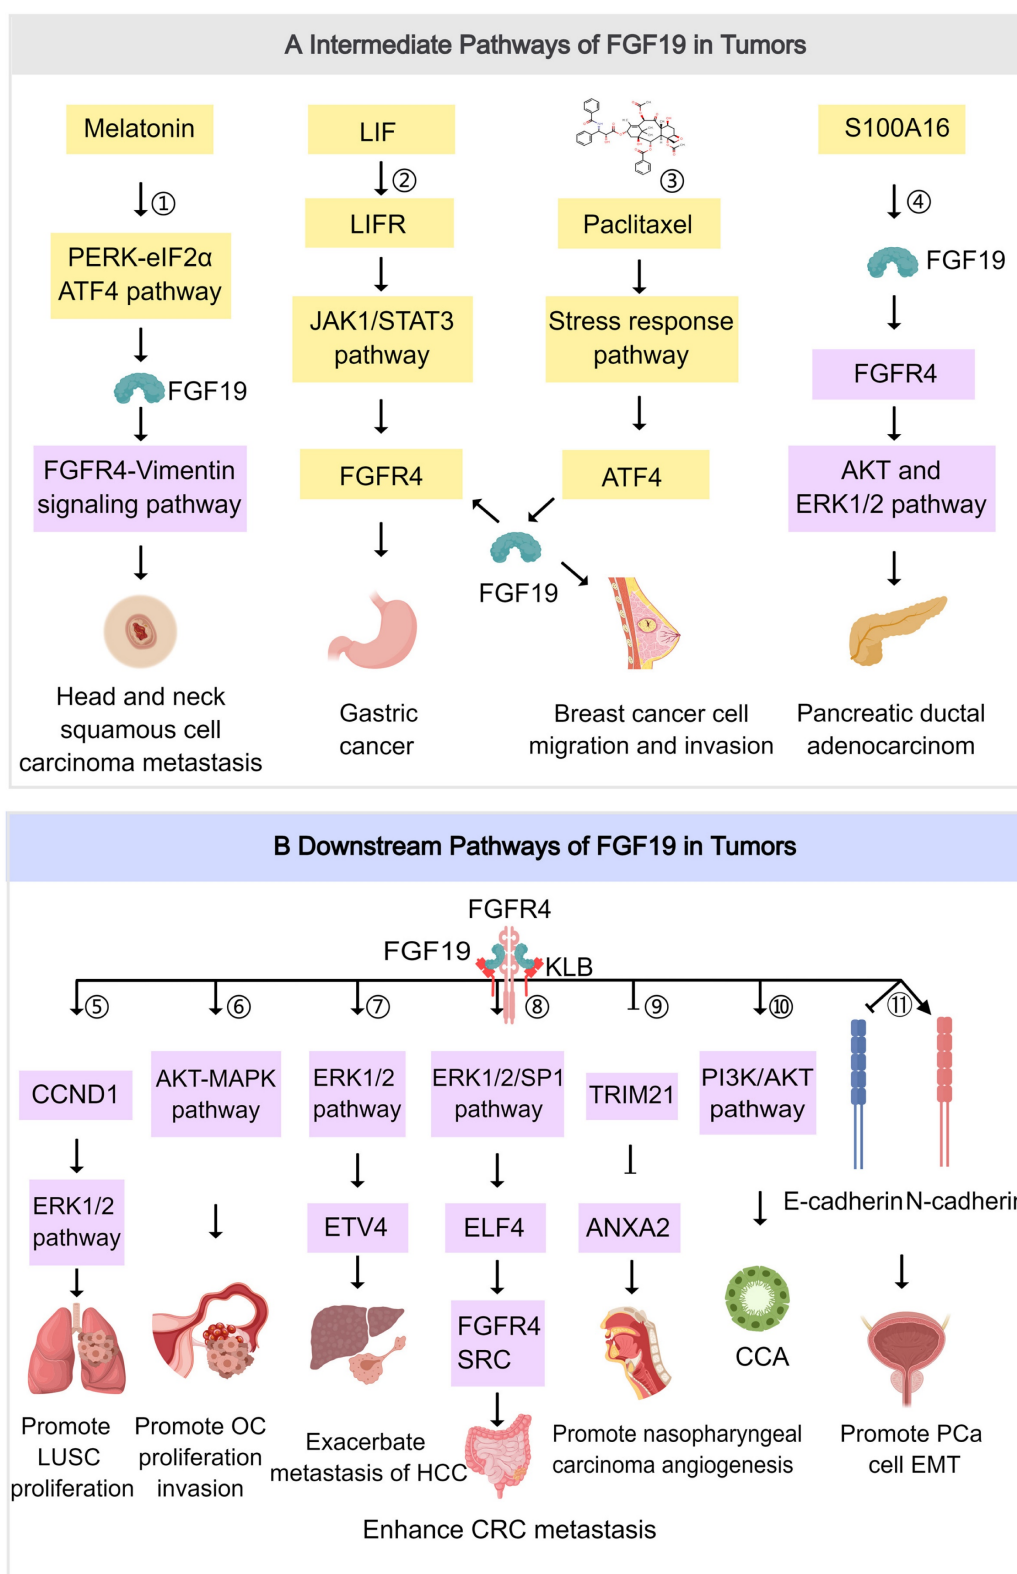 A Intermediate Pathways of FGF19 in Tumors
Melatonin
①
PERK-eIF2α
ATF4 pathway
FGF19
FGFR4-Vimentin
signaling pathway
Head and neck
squamous cell
carcinoma metastasis
LIF
②
LIFR
JAK1/STAT3
pathway
FGFR4
Gastric
cancer
③
Paclitaxel
Stress response
pathway
ATF4
FGF19
Breast cancer cell
migration and invasion
S100A16
④
FGF19
FGFR4
AKT and
ERK1/2 pathway
Pancreatic ductal
adenocarcinom
B Downstream Pathways of FGF19 in Tumors
FGFR4
FGF19
KLB
⑤
CCND1
ERK1/2
pathway
Promote
LUSC
proliferation
⑥
AKT-MAPK
pathway
Promote OC
proliferation
invasion
⑦
ERK1/2
pathway
ETV4
Exacerbate
metastasis of HCC
⑧
ERK1/2/SP1
pathway
ELF4
FGFR4
SRC
Enhance CRC metastasis
⑨
TRIM21
ANXA2
Promote nasopharyngeal
carcinoma angiogenesis
⑩
PI3K/AKT
pathway
CCA
⑪
E-cadherin
N-cadherin
Promote PCa
cell EMT